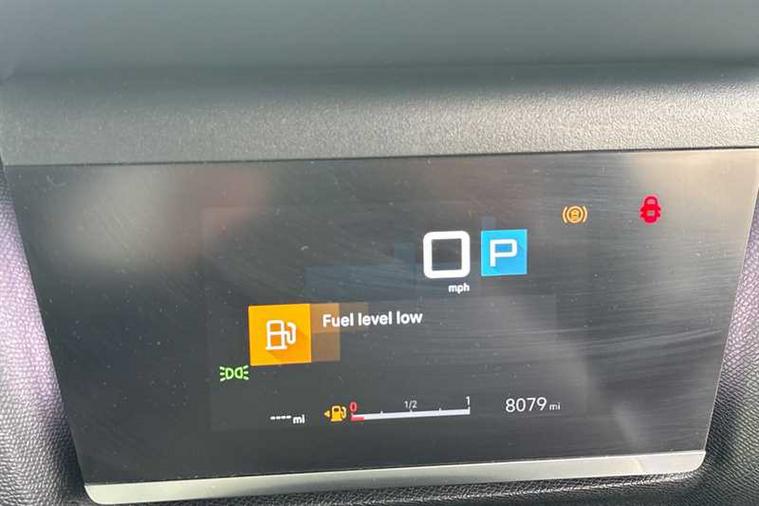 0 P
mph
Fuel level low
---- mi
0 1/2 1
8079 mi